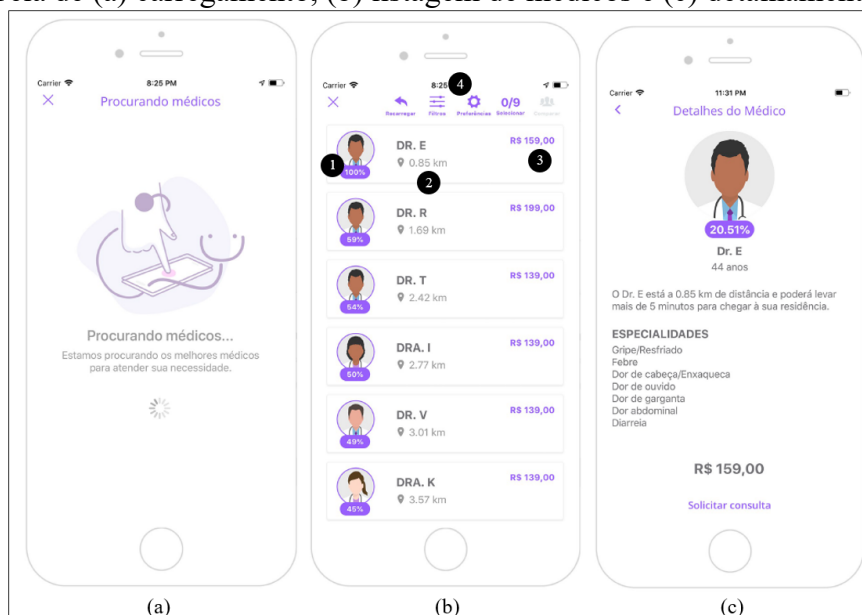 de (a) carregamento, (b) listagem de médicos e (c)
Carrier 8:25 PM
Procurando médicos
Procurando médicos...
Estamos procurando os melhores médicos
para atender sua necessidade.
(a)
Carrier 8:25
4
0/9
Recarregar Filtros Preferências Selecionar
DR. E
R$ 159,00
1
0.85 km
3
100%
2
DR. R
R$ 199,00
1.69 km
59%
DR. T
R$ 139,00
2.42 km
54%
DRA. I
R$ 139,00
2.77 km
50%
DR. V
R$ 139,00
3.01 km
49%
DRA. K
R$ 139,00
3.57 km
45%
(b)
Carrier 11:31 PM
Detalhes do Médico
20.51%
Dr. E
44 anos
O Dr. E está a 0.85 km de distância e poderá levar
mais de 5 minutos para chegar à sua residência.
ESPECIALIDADES
Gripe/Resfriado
Febre
Dor de cabeça/Enxaqueca
Dor de ouvido
Dor de garganta
Dor abdominal
Diarreia
R$ 159,00
Solicitar consulta
(c)